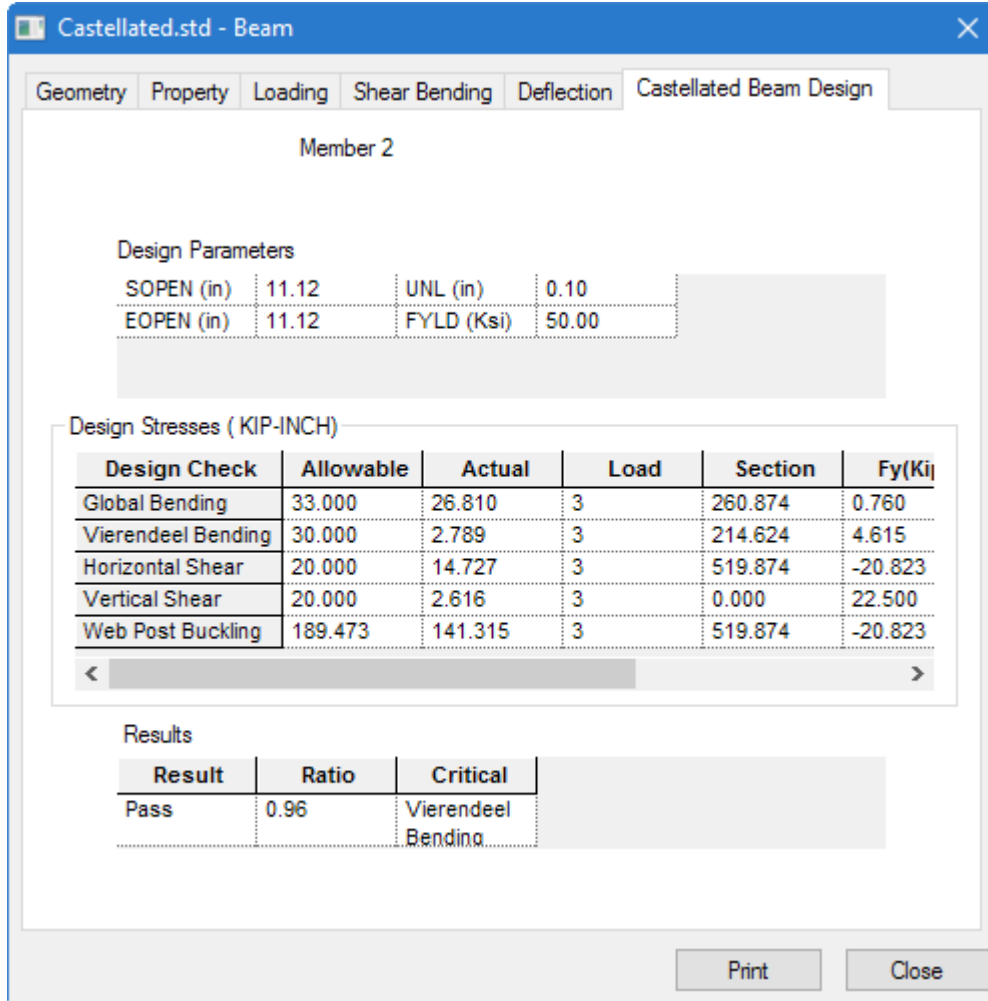 Castellated.std - Beam
Geometry Property Loading Shear Bending Deflection Castellated Beam Design
Member 2
Design Parameters
SOPEN (in) 11.12 UNL (in) 0.10
EOPEN (in) 11.12 FYLD (Ksi) 50.00
Design Stresses ( KIP-INCH)
Design Check Allowable Actual Load Section Fy(Kip
Global Bending 33.000 26.810 3 260.874 0.760
Vierendeel Bending 30.000 2.789 3 214.624 4.615
Horizontal Shear 20.000 14.727 3 519.874 -20.823
Vertical Shear 20.000 2.616 3 0.000 22.500
Web Post Buckling 189.473 141.315 3 519.874 -20.823
Results
Result Ratio Critical
Pass 0.96 Vierendeel
Bending
Print Close